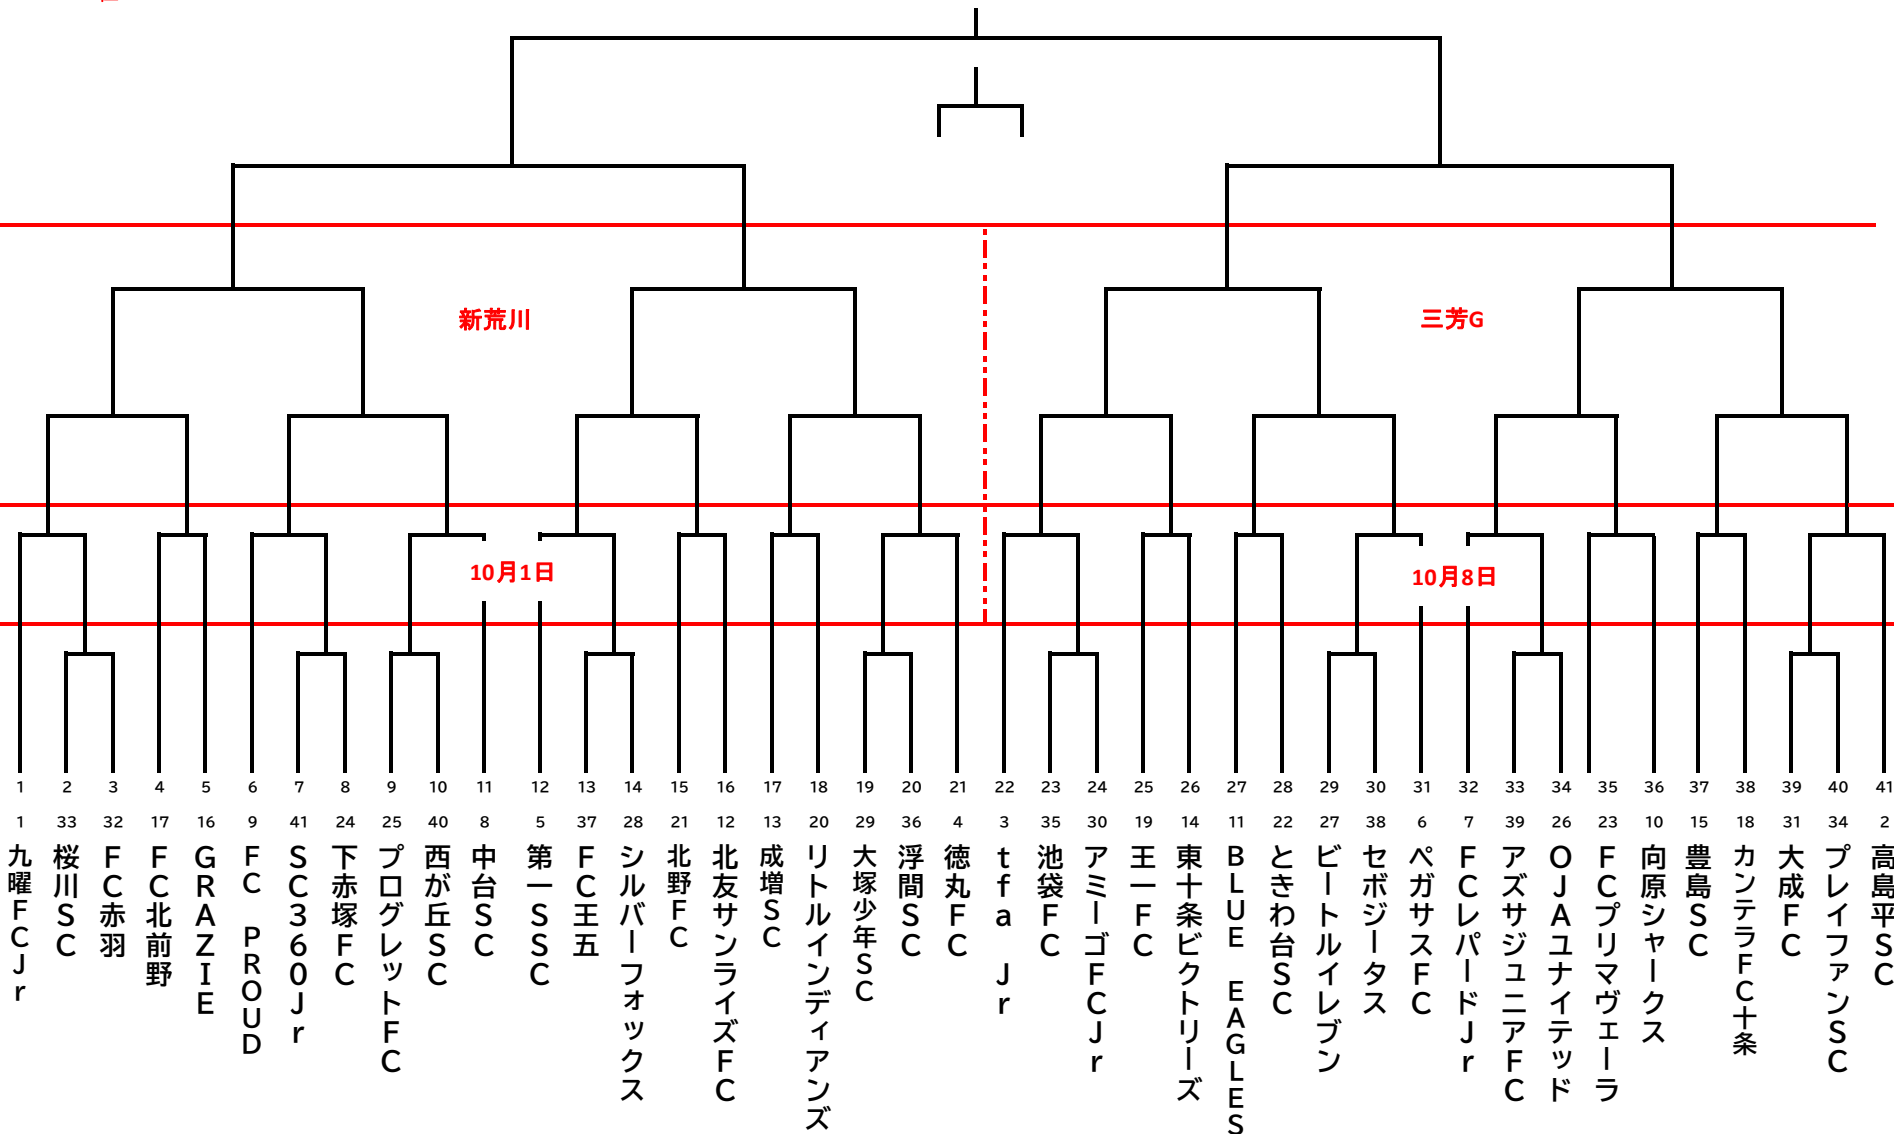 新荒川
三芳G
10月1日
10月8日
1 2 3 4 5 6 7 8 9 10 11 12 13 14 15 16 17 18 19 20 21 22 23 24 25 26 27 28 29 30 31 32 33 34 35 36 37 38 39 40 41
1 33 32 17 16 9 41 24 25 40 8 5 37 28 21 12 13 20 29 36 4 3 35 30 19 14 11 22 27 38 6 7 39 26 23 10 15 18 31 34 2
九曜FCJr
桜川SC
FC赤羽
FC北前野
GRAZIE
FC PROUD
SC360Jr
下赤塚FC
プログレットFC
西が丘SC
中台SC
第一SSC
FC王五
シルバーフォックス
北野FC
北友サンライズFC
成増SC
リトルインディアンズ
大塚少年SC
浮間SC
徳丸FC
tfa Jr
池袋FC
アミーゴFCJr
王一FC
東十条ビクトリーズ
BLUE EAGLES
ときわ台SC
ビートルイレブン
セボジータス
ペガサスFC
FCレパードJr
アズサジュニアFC
OJAユナイテッド
FCプリマヴェーラ
向原シャークス
豊島SC
カンテラFC十条
大成FC
プレイファンSC
高島平SC